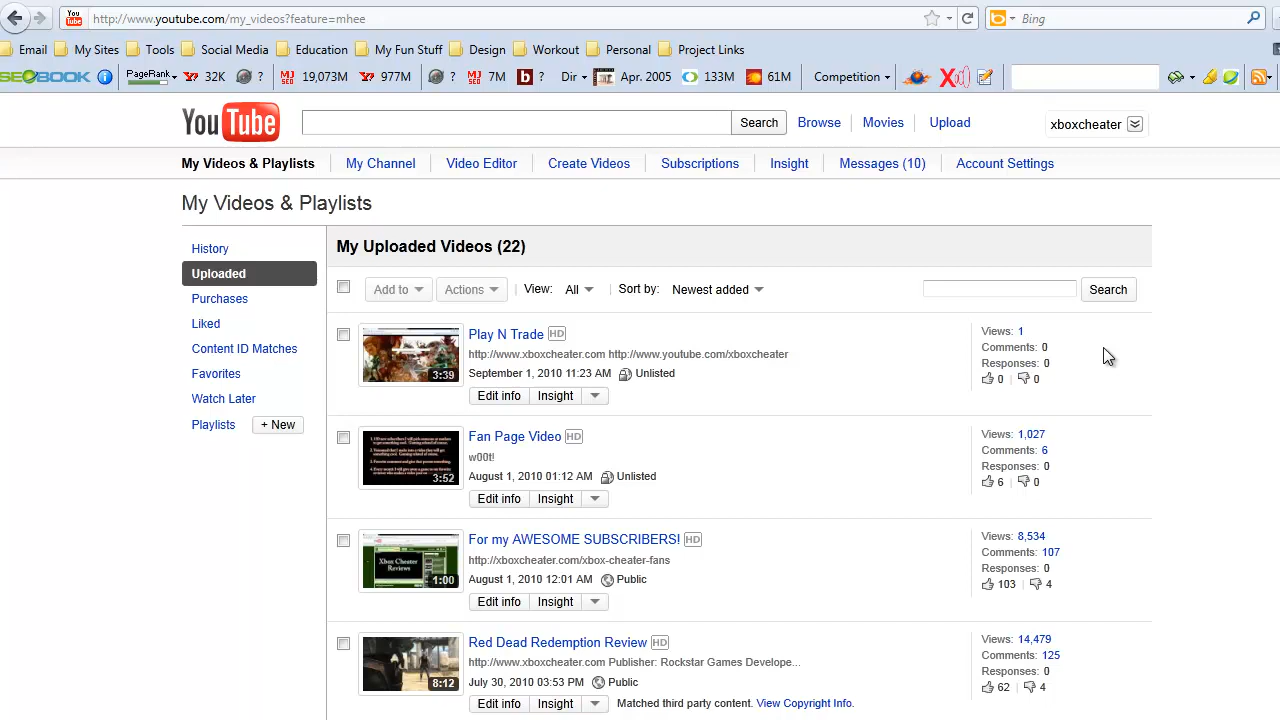 http://www.youtube.com/my_videos?feature=mhee
Bing
Email My Sites Tools Social Media Education My Fun Stuff Design Workout Personal Project Links
SEOBOOK PageRank 32K ? 19,073M 977M ? 7M ? Dir Apr. 2005 133M 61M Competition
YouTube Search Browse Movies Upload xboxcheater
My Videos & Playlists My Channel Video Editor Create Videos Subscriptions Insight Messages (10) Account Settings
My Videos & Playlists
History
Uploaded
Purchases
Liked
Content ID Matches
Favorites
Watch Later
Playlists + New
My Uploaded Videos (22)
Add to Actions View: All Sort by: Newest added Search
Play N Trade HD
http://www.xboxcheater.com http://www.youtube.com/xboxcheater
September 1, 2010 11:23 AM Unlisted
Edit info Insight
3:39
Views: 1
Comments: 0
Responses: 0
0 0
Fan Page Video HD
w00t!
August 1, 2010 01:12 AM Unlisted
Edit info Insight
3:52
Views: 1,027
Comments: 6
Responses: 0
6 0
For my AWESOME SUBSCRIBERS! HD
http://xboxcheater.com/xbox-cheater-fans
August 1, 2010 12:01 AM Public
Edit info Insight
Xbox Cheater
Reviews
1:00
Views: 8,534
Comments: 107
Responses: 0
103 4
Red Dead Redemption Review HD
http://www.xboxcheater.com Publisher: Rockstar Games Develope...
July 30, 2010 03:53 PM Public
Edit info Insight Matched third party content. View Copyright Info.
8:12
Views: 14,479
Comments: 125
Responses: 0
62 4